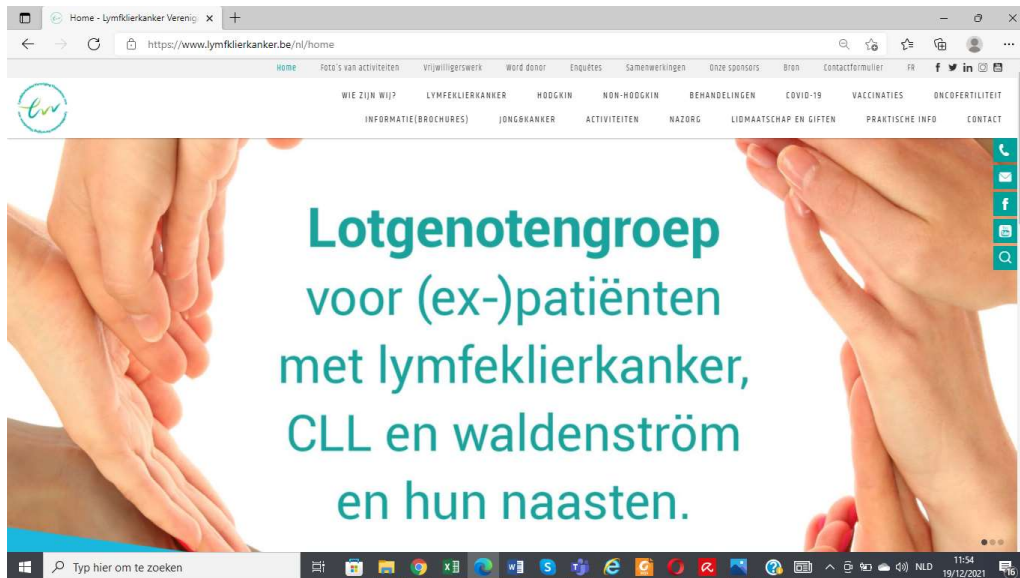 Home - Lymfklierkanker Verenig
https://www.lymfklierkanker.be/nl/home
Home Foto's van activiteiten Vrijwilligerswerk Word donor Enquêtes Samenwerkingen Onze sponsors Bron Contactformulier FR
lvv
WIE ZIJN WIJ? LYMFEKLIERKANKER HODGKIN NON-HODGKIN BEHANDELINGEN COVID-19 VACCINATIES ONCOFERTILITEIT
INFORMATIE(BROCHURES) JONG&KANKER ACTIVITEITEN NAZORG LIDMAATSCHAP EN GIFTEN PRAKTISCHE INFO CONTACT
Lotgenotengroep
voor (ex-)patiënten
met lymfeklierkanker,
CLL en waldenström
en hun naasten.
Typ hier om te zoeken
NLD
11:54
19/12/2021
16